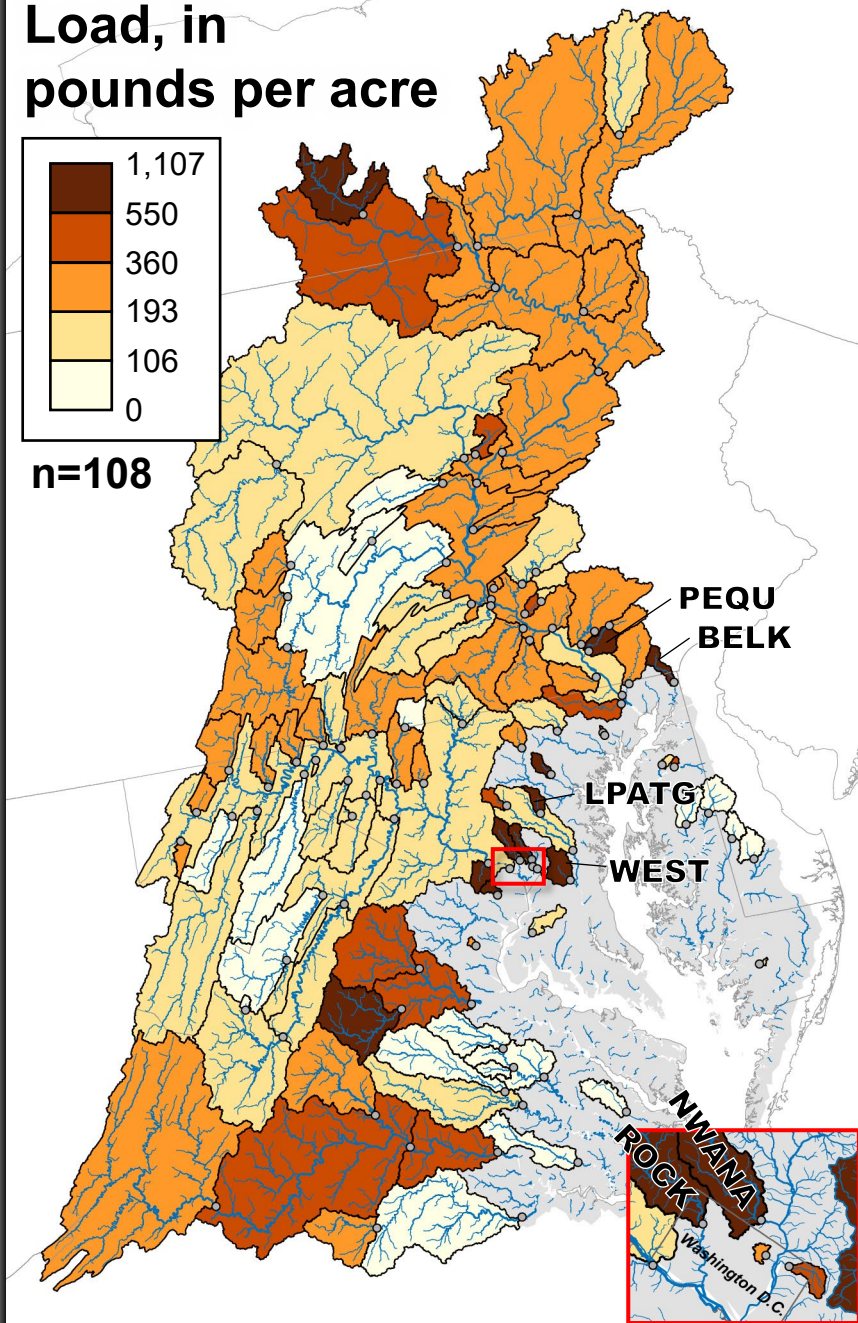 Load, in
pounds per acre
1,107
550
360
193
106
0
n=108
PEQU
BELK
LPATG
WEST
NWANA
ROCK
Washington D.C.